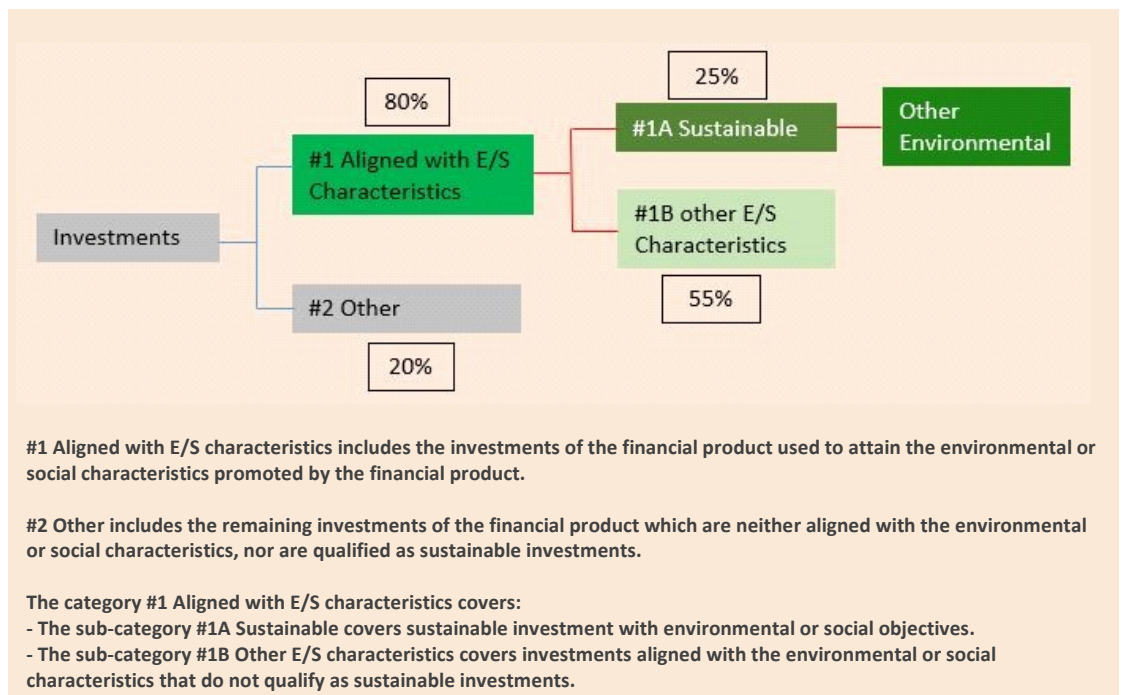 25%
80%
Other
Environmental
#1A Sustainable
#1 Aligned with E/S
Characteristics
#1B other E/S
Characteristics
Investments
55%
#2 Other
20%
#1 Aligned with E/S characteristics includes the investments of the financial product used to attain the environmental or
social characteristics promoted by the financial product.
#2 Other includes the remaining investments of the financial product which are neither aligned with the environmental
or social characteristics, nor are qualified as sustainable investments.
The category #1 Aligned with E/S characteristics covers:
- The sub-category #1A Sustainable covers sustainable investment with environmental or social objectives.
- The sub-category #1B Other E/S characteristics covers investments aligned with the environmental or social
characteristics that do not qualify as sustainable investments.